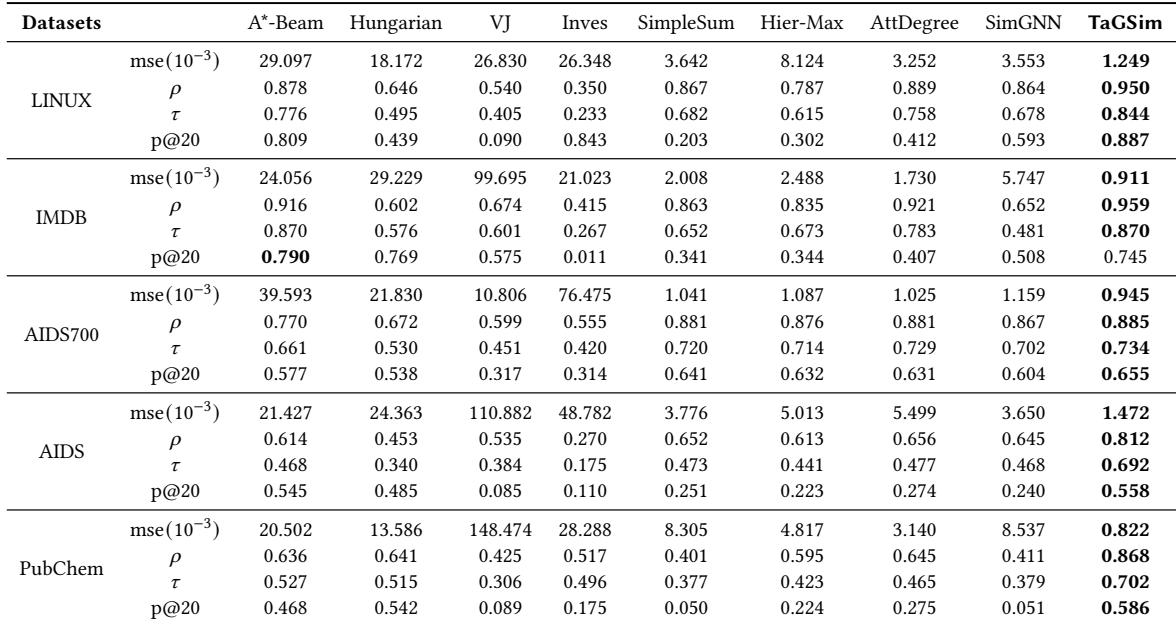 Datasets A*-Beam Hungarian VJ Inves SimpleSum Hier-Max AttDegree SimGNN TaGSim
LINUX
mse(10⁻³) 29.097 18.172 26.830 26.348 3.642 8.124 3.252 3.553 1.249
ρ 0.878 0.646 0.540 0.350 0.867 0.787 0.889 0.864 0.950
τ 0.776 0.495 0.405 0.233 0.682 0.615 0.758 0.678 0.844
p@20 0.809 0.439 0.090 0.843 0.203 0.302 0.412 0.593 0.887
IMDB
mse(10⁻³) 24.056 29.229 99.695 21.023 2.008 2.488 1.730 5.747 0.911
ρ 0.916 0.602 0.674 0.415 0.863 0.835 0.921 0.652 0.959
τ 0.870 0.576 0.601 0.267 0.652 0.673 0.783 0.481 0.870
p@20 0.790 0.769 0.575 0.011 0.341 0.344 0.407 0.508 0.745
AIDS700
mse(10⁻³) 39.593 21.830 10.806 76.475 1.041 1.087 1.025 1.159 0.945
ρ 0.770 0.672 0.599 0.555 0.881 0.876 0.881 0.867 0.885
τ 0.661 0.530 0.451 0.420 0.720 0.714 0.729 0.702 0.734
p@20 0.577 0.538 0.317 0.314 0.641 0.632 0.631 0.604 0.655
AIDS
mse(10⁻³) 21.427 24.363 110.882 48.782 3.776 5.013 5.499 3.650 1.472
ρ 0.614 0.453 0.535 0.270 0.652 0.613 0.656 0.645 0.812
τ 0.468 0.340 0.384 0.175 0.473 0.441 0.477 0.468 0.692
p@20 0.545 0.485 0.085 0.110 0.251 0.223 0.274 0.240 0.558
PubChem
mse(10⁻³) 20.502 13.586 148.474 28.288 8.305 4.817 3.140 8.537 0.822
ρ 0.636 0.641 0.425 0.517 0.401 0.595 0.645 0.411 0.868
τ 0.527 0.515 0.306 0.496 0.377 0.423 0.465 0.379 0.702
p@20 0.468 0.542 0.089 0.175 0.050 0.224 0.275 0.051 0.586